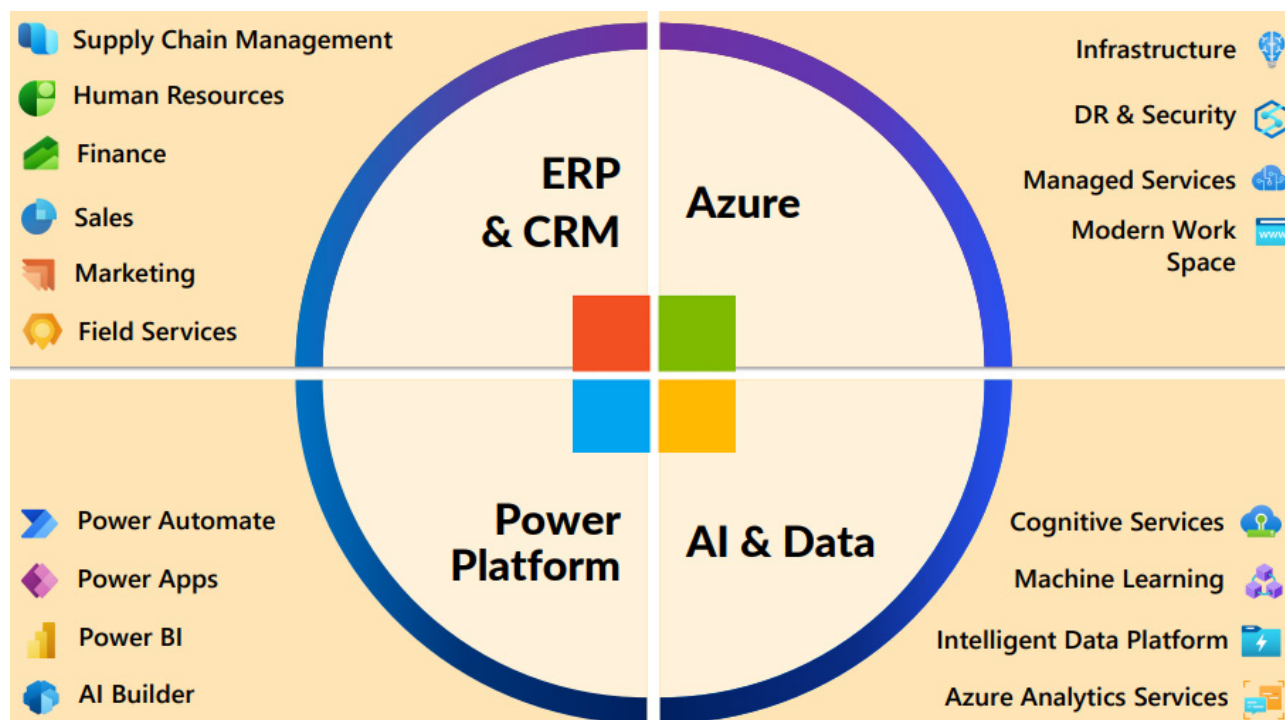 Supply Chain Management
Human Resources
Finance
Sales
Marketing
Field Services
ERP
& CRM
Azure
Infrastructure
DR & Security
Managed Services
Modern Work
Space
Power Automate
Power Apps
Power BI
AI Builder
Power
Platform
AI & Data
Cognitive Services
Machine Learning
Intelligent Data Platform
Azure Analytics Services